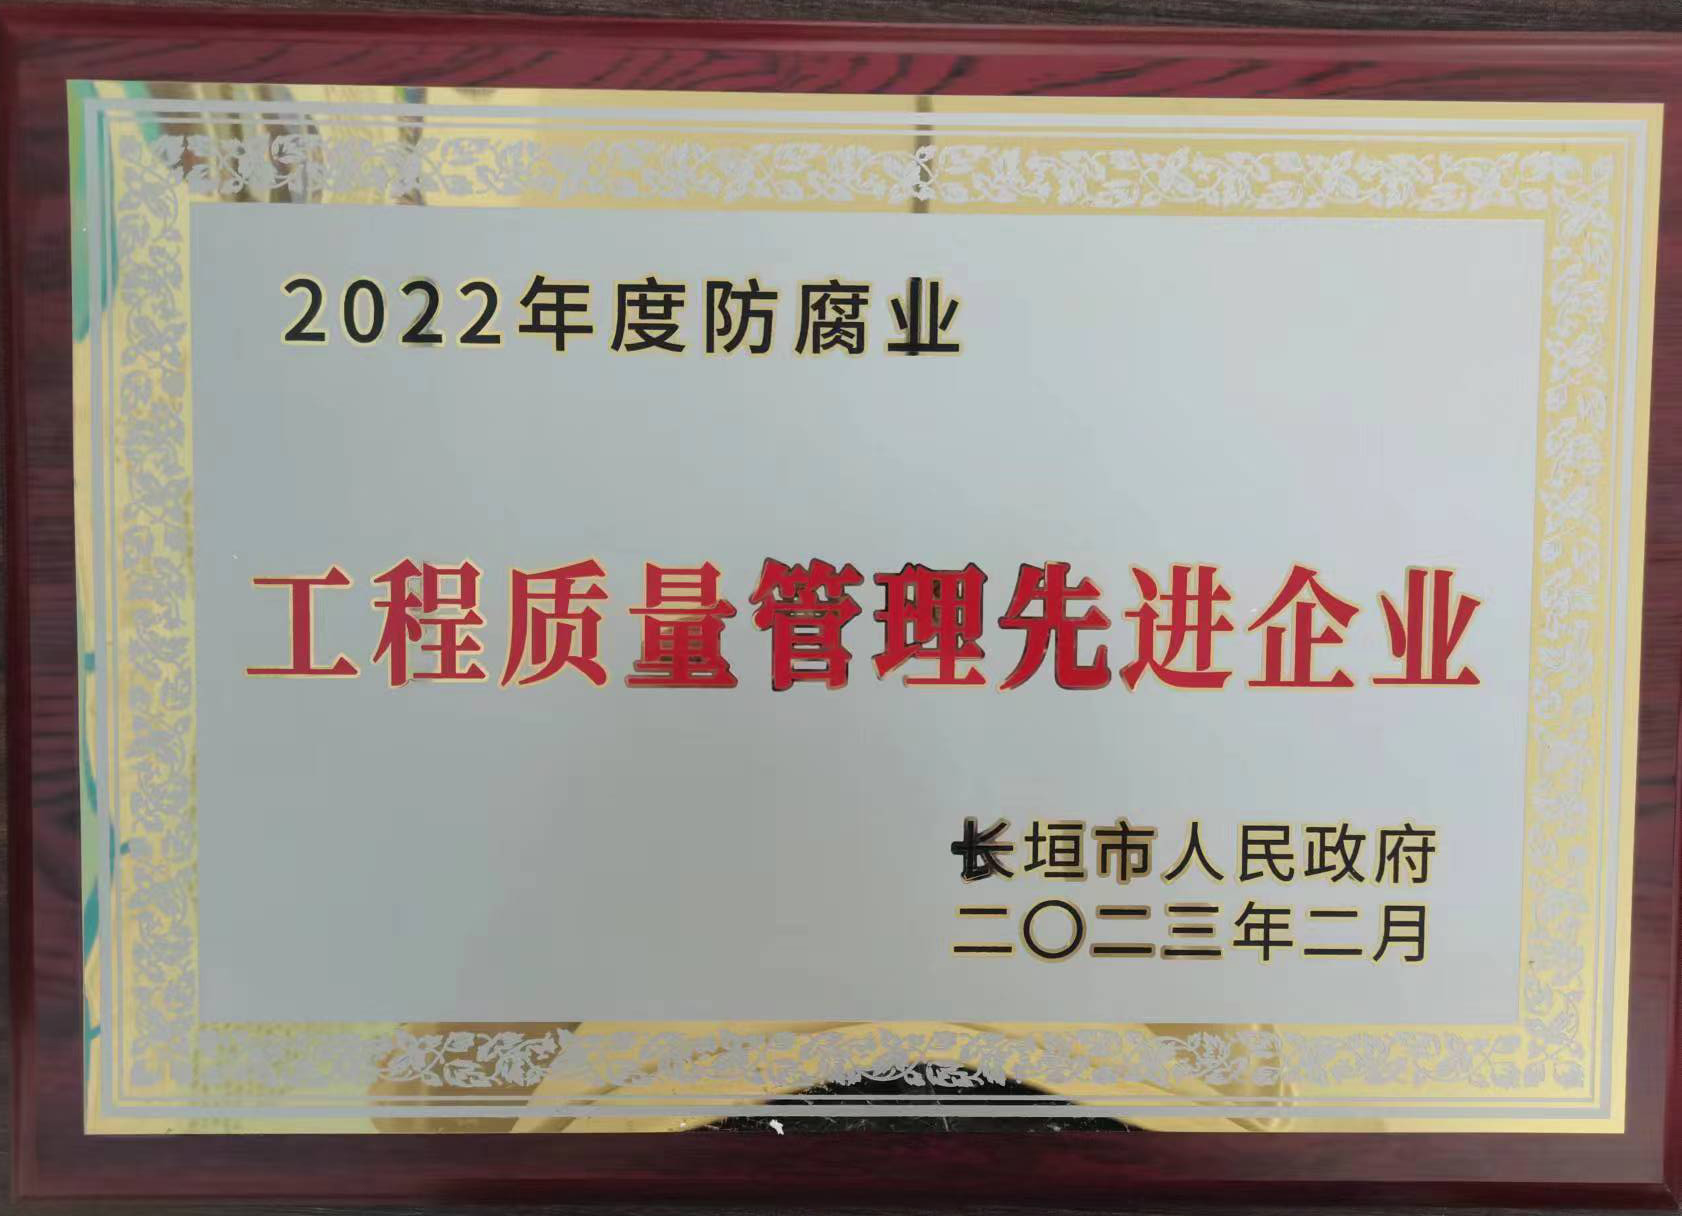 2022年度防腐业
工程质量管理先进企业
长垣市人民政府
二〇二三年二月